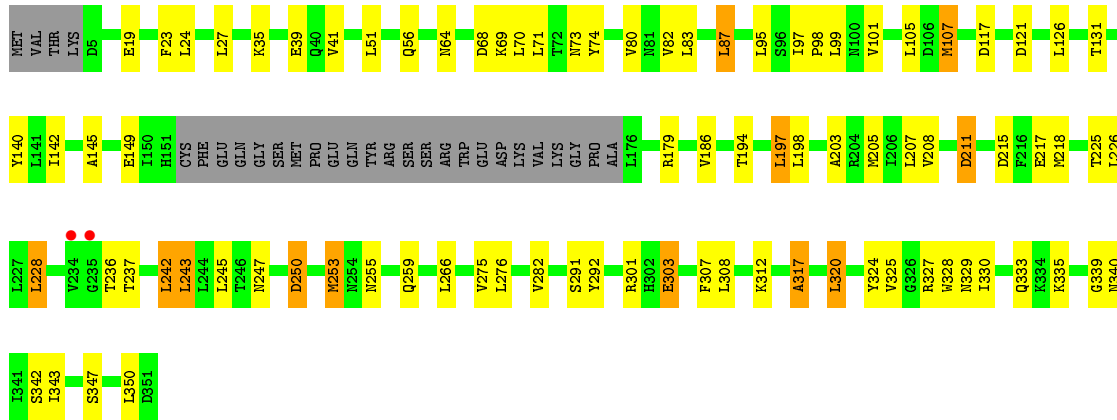 MET VAL THR LYS D5 E19 F23 L24 L27 K35 E39 Q40 V41 L51 Q56 N64 D68 K69 L70 L71 T72 N73 Y74 V80 N81 V82 L83 L87 L95 S96 I97 P98 L99 N100 V101 L105 D106 M107 D117 D121 L126 T131
Y140 L141 I142 A145 E149 I150 H151 CYS PHE GLU GLN GLY SER MET PRO GLU GLN TYR ARG SER SER ARG TRP GLU ASP LYS VAL LYS GLY PRO ALA L176 R179 V186 T194 L197 L198 A203 R204 M205 I206 L207 V208 D211 D215 F216 E217 M218 T225 L226
L227 L228 V234 G235 T236 T237 L242 L243 L244 L245 T246 N247 D250 M253 N254 N255 Q259 L266 V275 L276 V282 S291 Y292 R301 H302 E303 F307 L308 K312 A317 L320 Y324 V325 G326 R327 W328 N329 I330 Q333 K334 K335 G339 N340
I341 S342 I343 S347 L350 D351